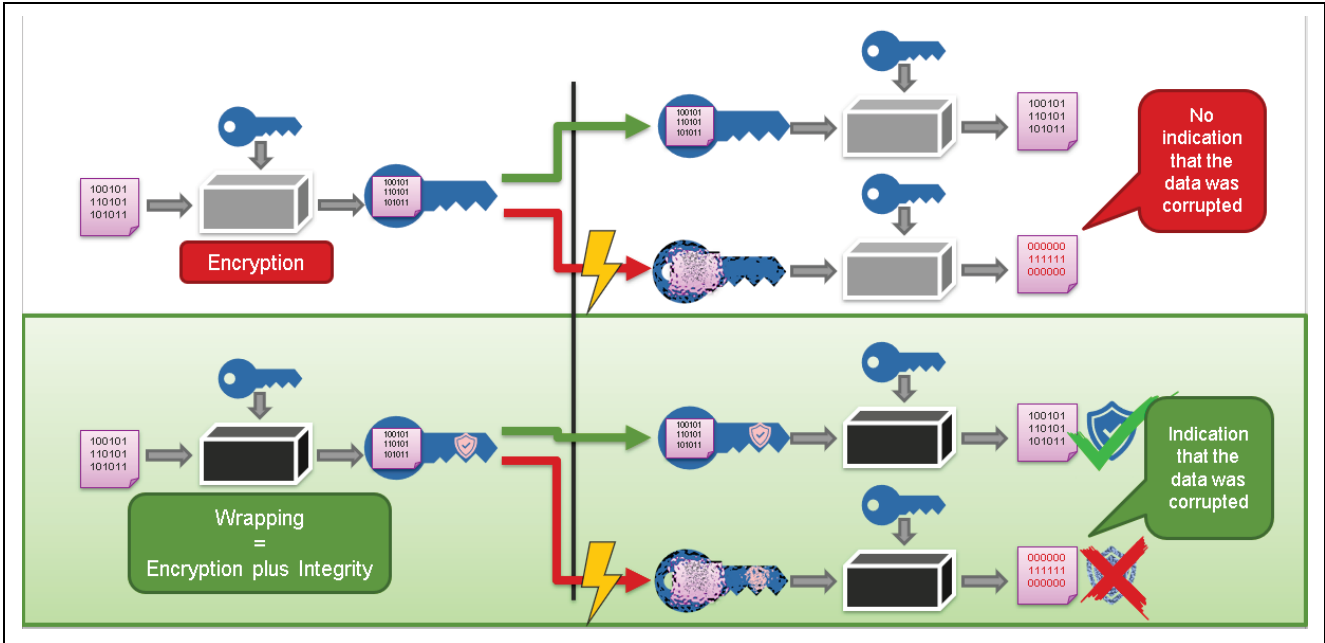 100101
110101
101011
Encryption
100101
110101
101011
100101
110101
101011
100101
110101
101011
000000
111111
000000
No
indication
that the
data was
corrupted
100101
110101
101011
Wrapping
=
Encryption plus Integrity
100101
110101
101011
100101
110101
101011
100101
110101
101011
000000
111111
000000
Indication
that the
data was
corrupted